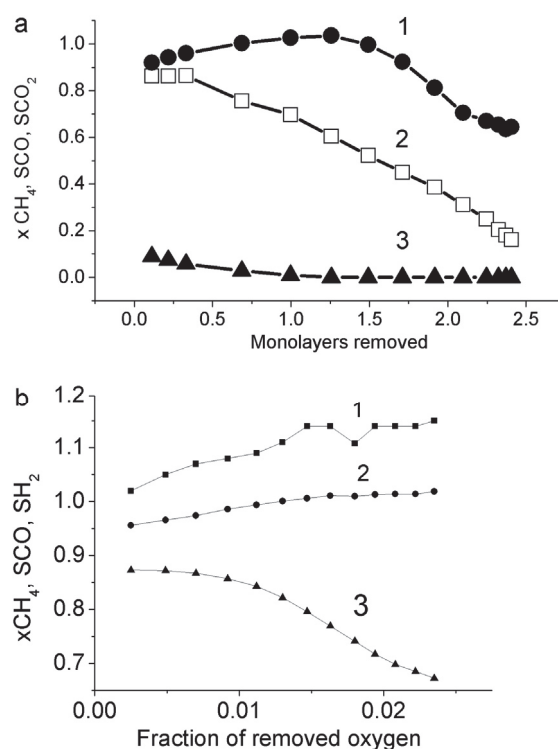 a
1
1.0
0.8
2
0.6
0.4
0.2
3
0.0
x CH₄, SCO, SCO₂
0.0 0.5 1.0 1.5 2.0 2.5
Monolayers removed
b
1.2
1
1.1
2
1.0
0.9
3
0.8
0.7
xCH₄, SCO, SH₂
0.00 0.01 0.02
Fraction of removed oxygen